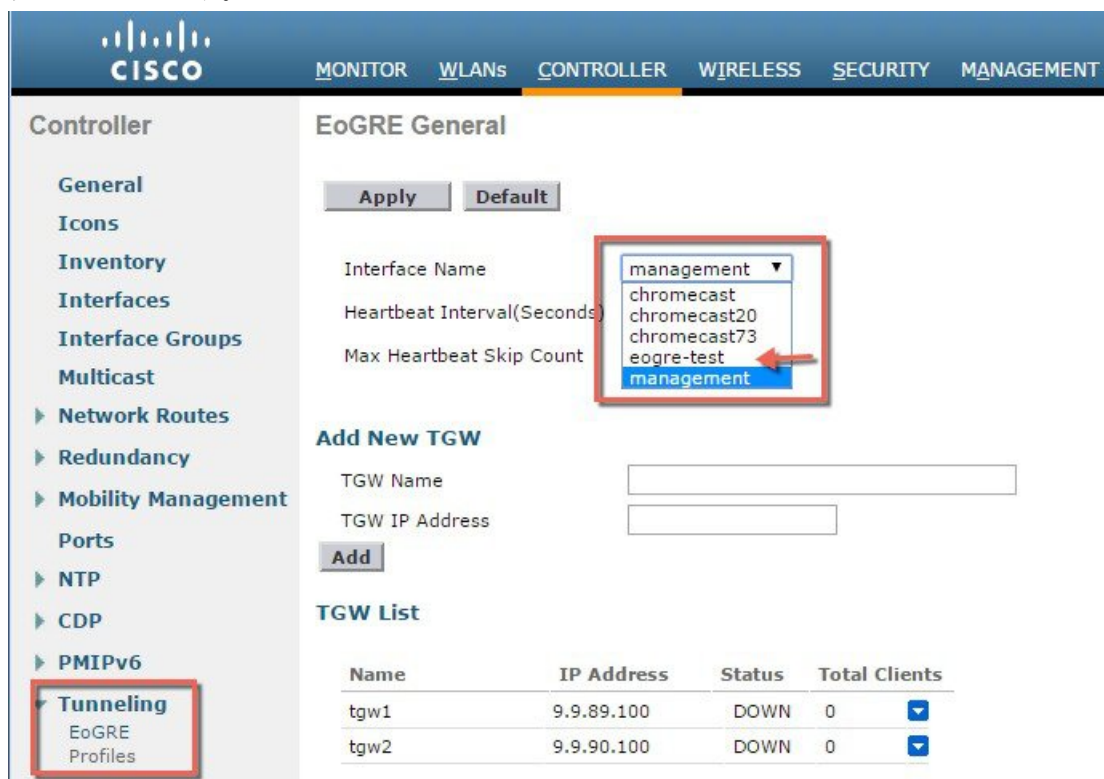 CISCO
MONITOR WLANs CONTROLLER WIRELESS SECURITY MANAGEMENT
Controller
General
Icons
Inventory
Interfaces
Interface Groups
Multicast
Network Routes
Redundancy
Mobility Management
Ports
NTP
CDP
PMIPv6
Tunneling
EoGRE
Profiles
EoGRE General
Apply Default
Interface Name management
chromecast
Heartbeat Interval(Seconds) chromecast20
chromecast73
Max Heartbeat Skip Count eogre-test
management
Add New TGW
TGW Name
TGW IP Address
Add
TGW List
Name IP Address Status Total Clients
tgw1 9.9.89.100 DOWN 0
tgw2 9.9.90.100 DOWN 0